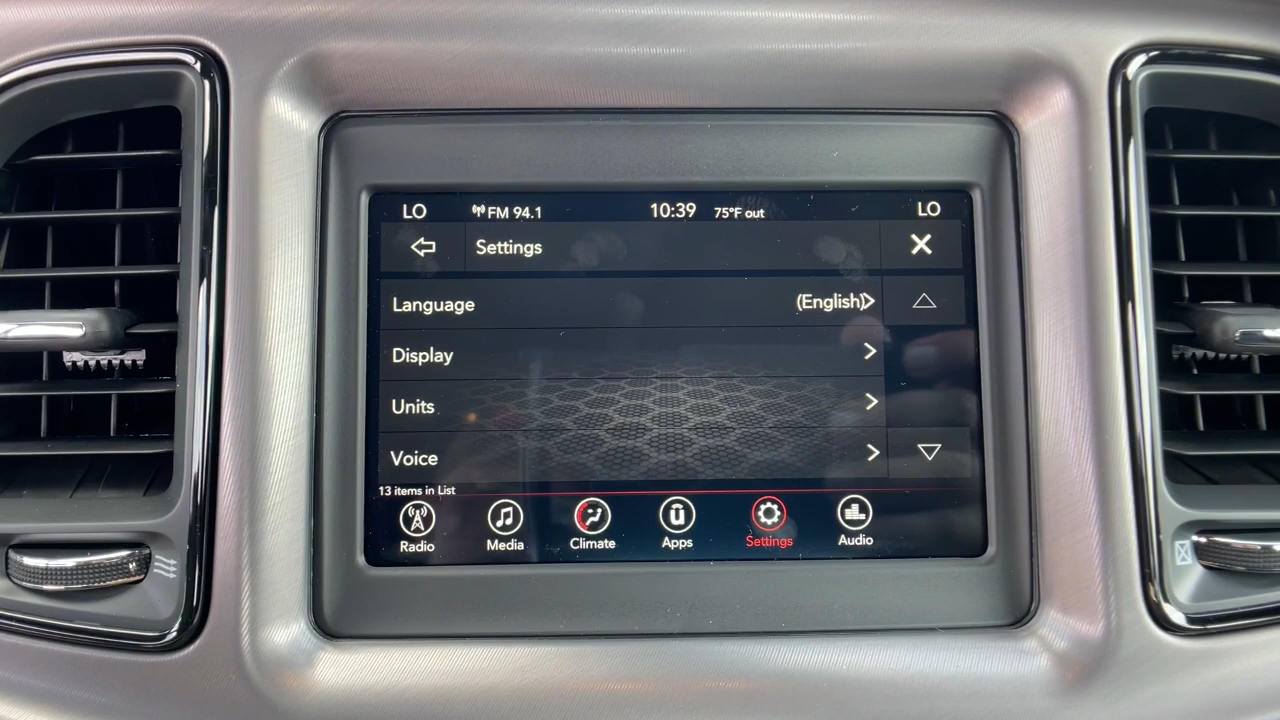 LO FM 94.1 10:39 75°F out LO
Settings
Language (English)
Display
Units
Voice
13 items in List
Radio Media Climate Apps Settings Audio